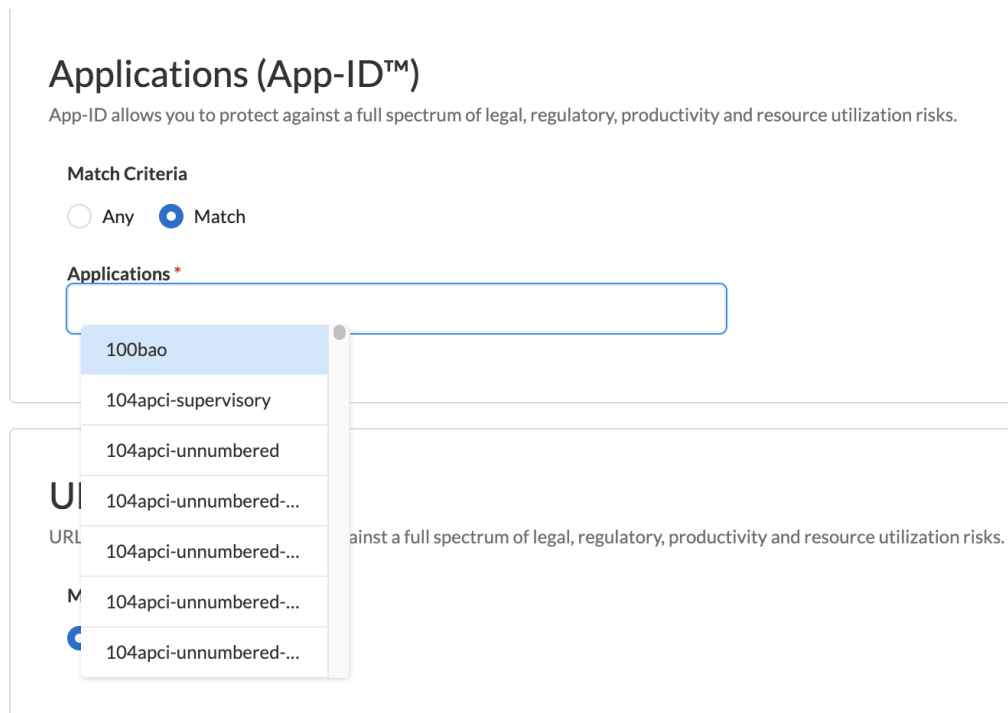 Applications (App-ID™)
App-ID allows you to protect against a full spectrum of legal, regulatory, productivity and resource utilization risks.
Match Criteria
Any Match
Applications *
100bao
104apci-supervisory
104apci-unnumbered
104apci-unnumbered-...
104apci-unnumbered-...
104apci-unnumbered-...
104apci-unnumbered-...
URL ainst a full spectrum of legal, regulatory, productivity and resource utilization risks.
M